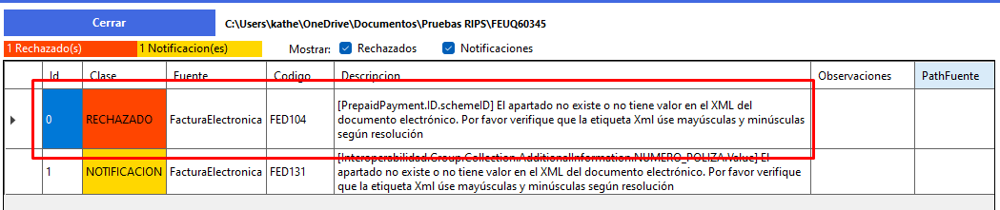 Cerrar
C:\Users\kathe\OneDrive\Documentos\Pruebas RIPS\FEUQ60345
1 Rechazado(s)
1 Notificacion(es)
Mostrar:
Rechazados
Notificaciones
Id Clase Fuente Codigo Descripcion Observaciones PathFuente
0 RECHAZADO FacturaElectronica FED104
[PrepaidPayment.ID.schemeID] El apartado no existe o no tiene valor en el XML del
documento electrónico. Por favor verifique que la etiqueta Xml úse mayúsculas y minúsculas
según resolución
1 NOTIFICACION FacturaElectronica FED131
[Interoperabilidad.Group.Collection.AdditionalInformation.NUMERO_POLIZA.Value] El
apartado no existe o no tiene valor en el XML del documento electrónico. Por favor verifique
que la etiqueta Xml úse mayúsculas y minúsculas según resolución